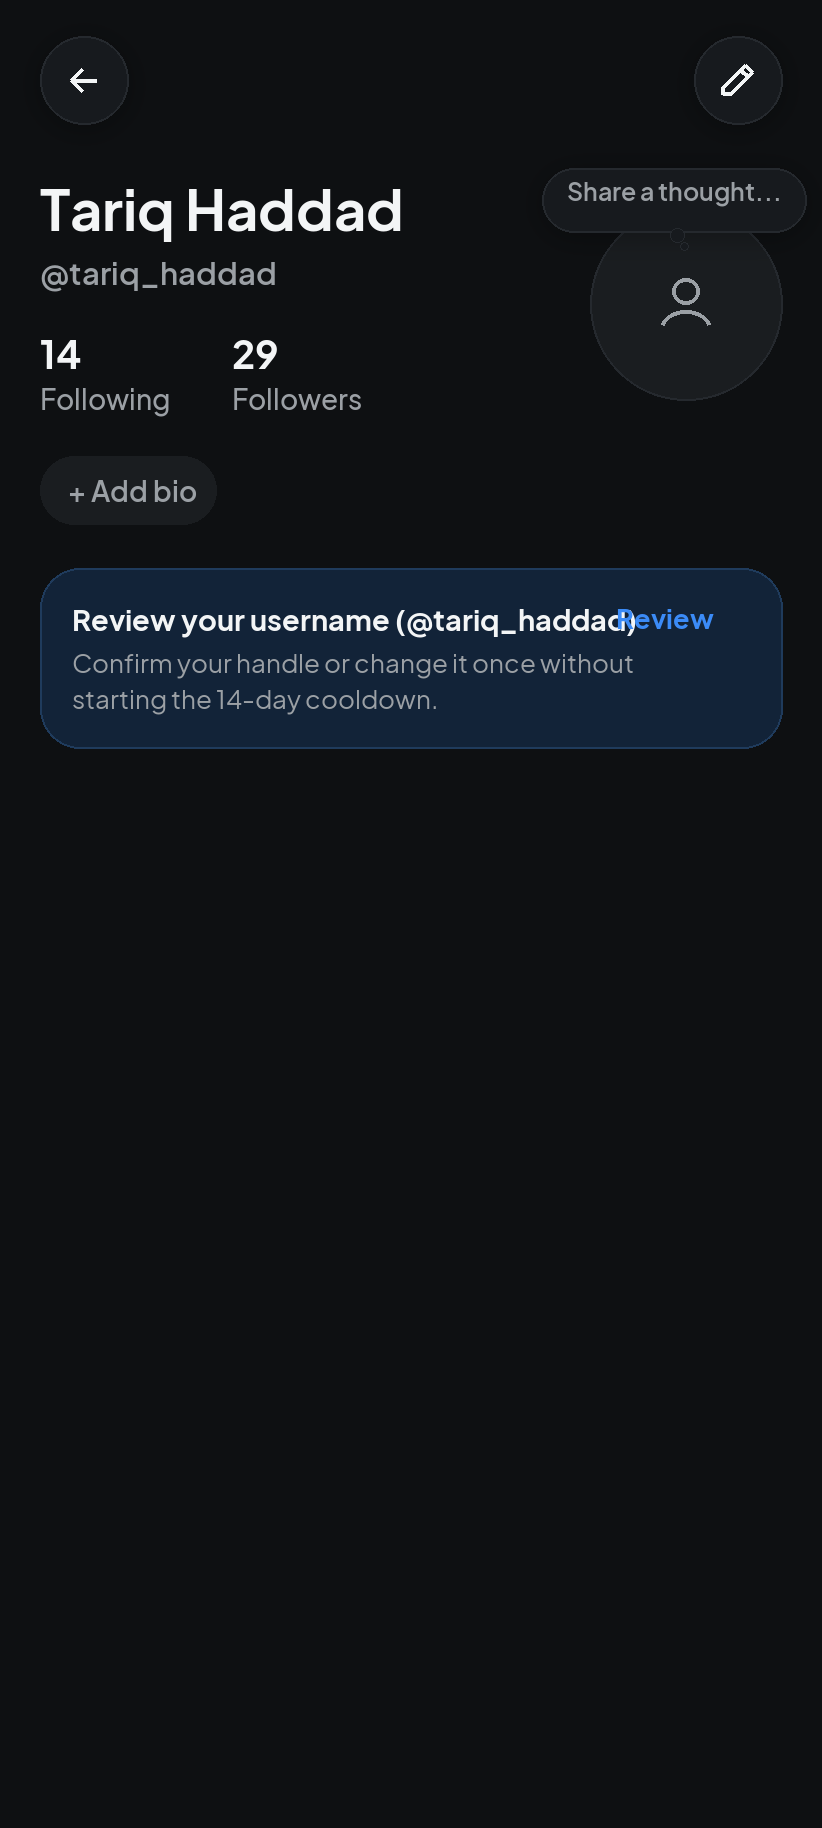 Tariq Haddad
Share a thought...
@tariq_haddad
14
Following
29
Followers
+ Add bio
Review your username (@tariq_haddad)
Review
Confirm your handle or change it once without
starting the 14-day cooldown.